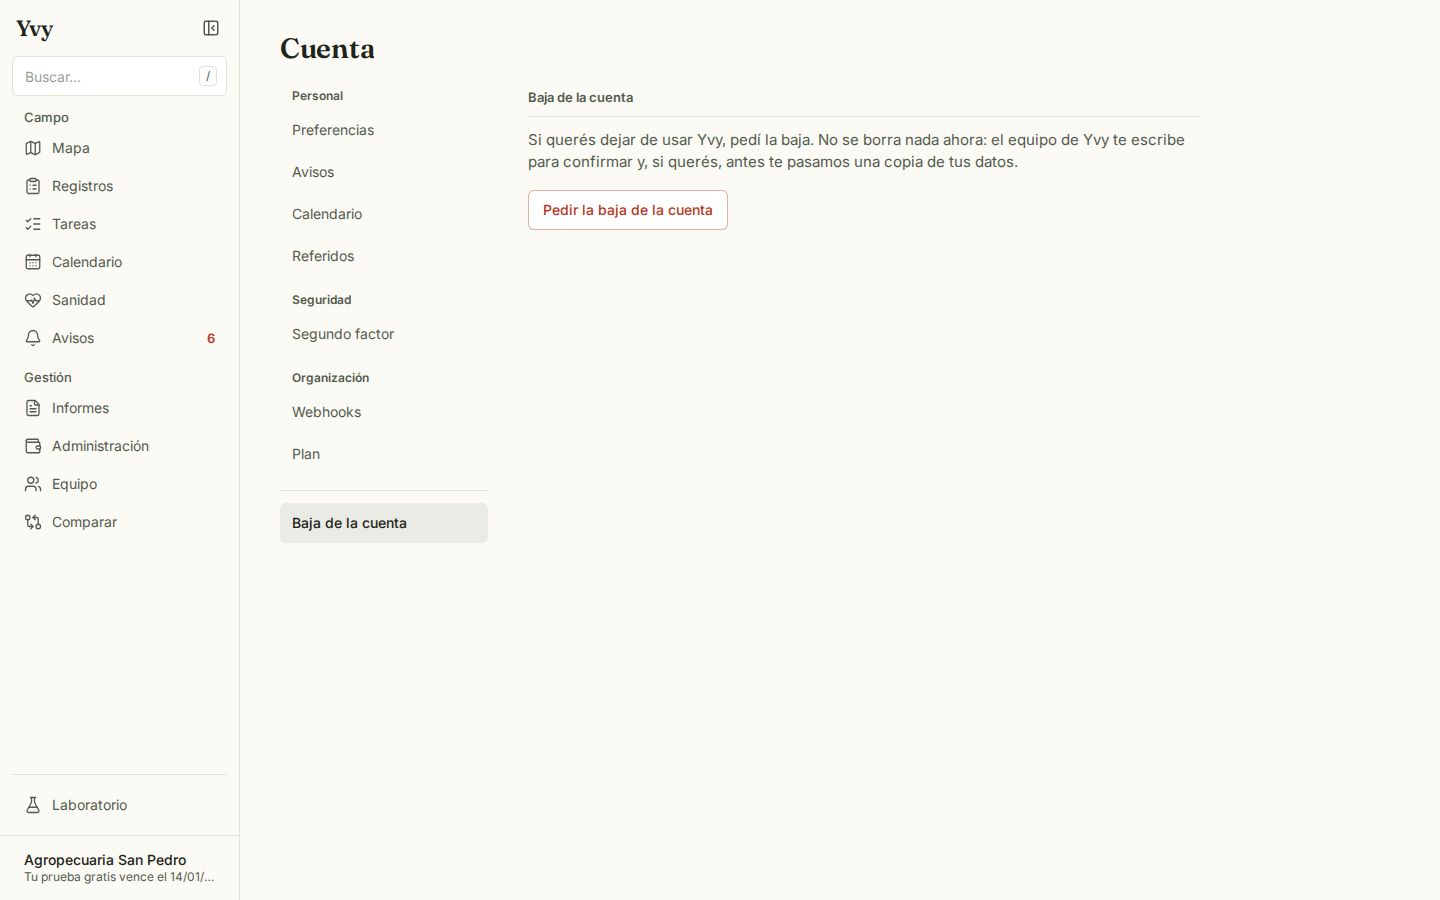 Yvy
Buscar...
/
Campo
Mapa
Registros
Tareas
Calendario
Sanidad
Avisos
6
Gestión
Informes
Administración
Equipo
Comparar
Laboratorio
Agropecuaria San Pedro
Tu prueba gratis vence el 14/01/...
Cuenta
Personal
Preferencias
Avisos
Calendario
Referidos
Seguridad
Segundo factor
Organización
Webhooks
Plan
Baja de la cuenta
Baja de la cuenta
Si querés dejar de usar Yvy, pedí la baja. No se borra nada ahora: el equipo de Yvy te escribe
para confirmar y, si querés, antes te pasamos una copia de tus datos.
Pedir la baja de la cuenta